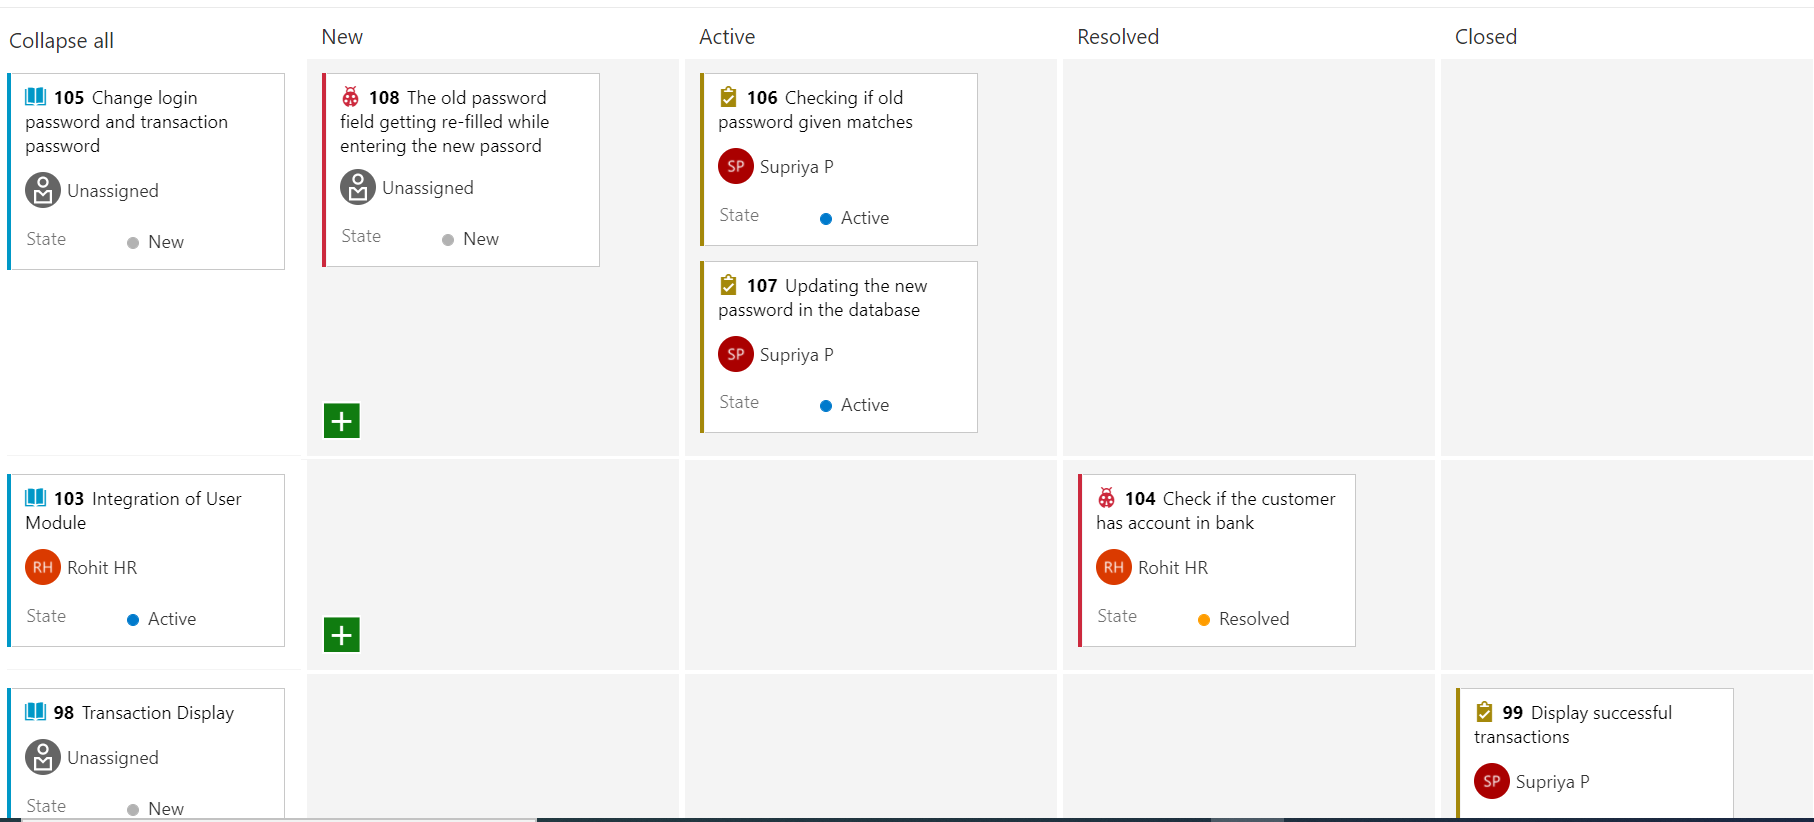 Collapse all
New
Active
Resolved
Closed
105 Change login
password and transaction
password
Unassigned
State New
108 The old password
field getting re-filled while
entering the new passord
Unassigned
State New
106 Checking if old
password given matches
SP Supriya P
State Active
107 Updating the new
password in the database
SP Supriya P
State Active
103 Integration of User
Module
RH Rohit HR
State Active
104 Check if the customer
has account in bank
RH Rohit HR
State Resolved
98 Transaction Display
Unassigned
State New
99 Display successful
transactions
SP Supriya P